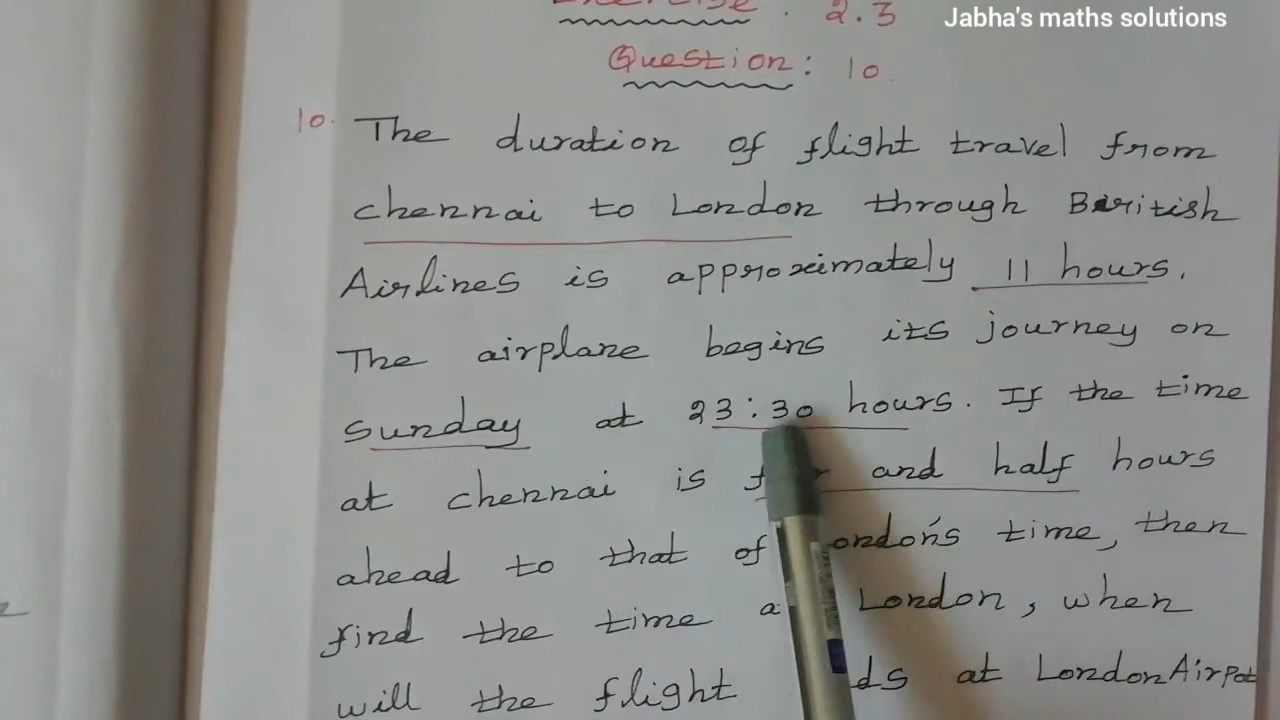 Exercise : 2.3
Jabha's maths solutions
Question: 10.
10. The duration of flight travel from
chennai to London through British
Airlines is approximately 11 hours.
The airplane begins its journey on
sunday at 23:30 hours. If the time
at chennai is and half hours
ahead to that of time, then
find the time London, when
will the flight at London Airpot